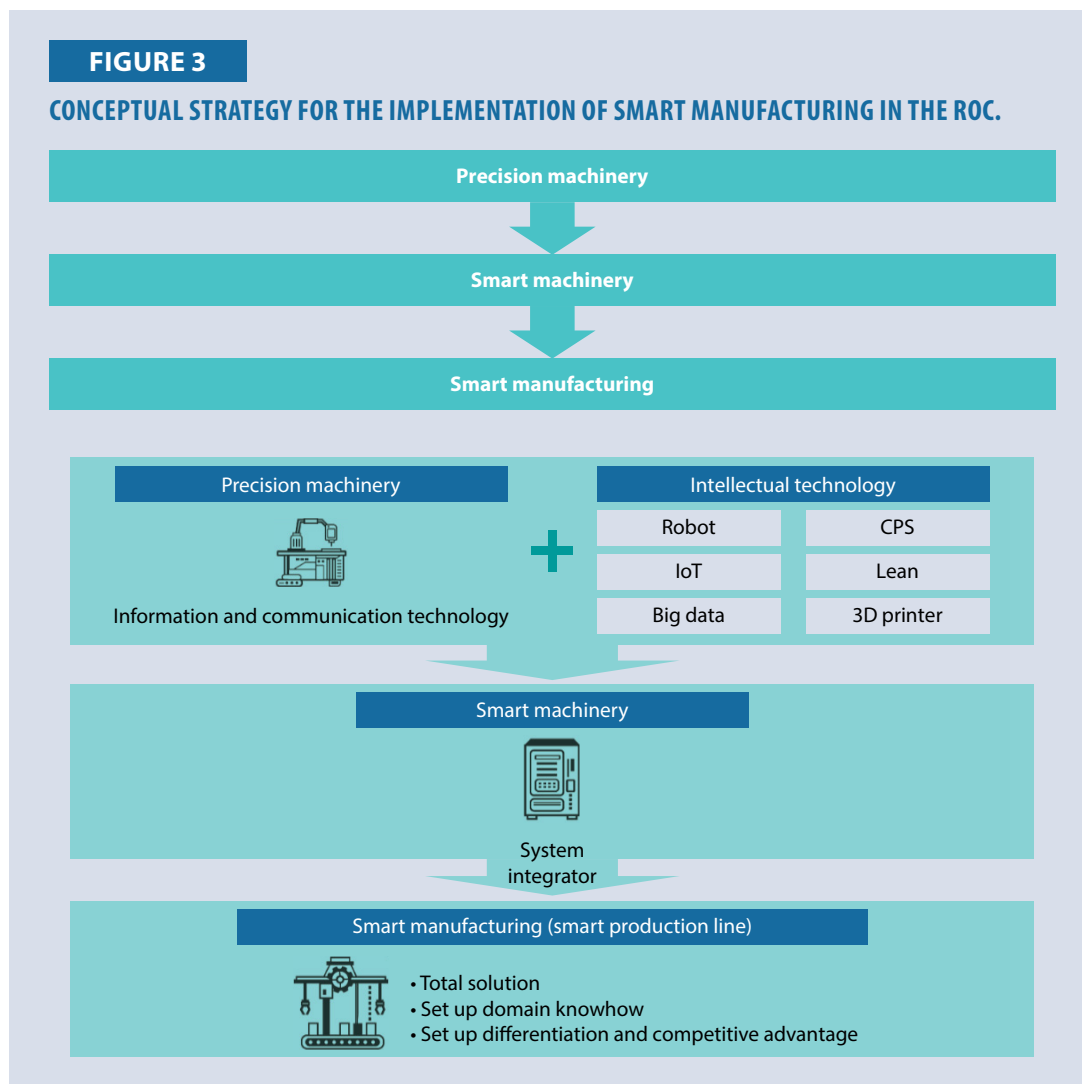 FIGURE 3
CONCEPTUAL STRATEGY FOR THE IMPLEMENTATION OF SMART MANUFACTURING IN THE ROC.
Precision machinery
Smart machinery
Smart manufacturing
Precision machinery
Information and communication technology
Intellectual technology
Robot
CPS
IoT
Lean
Big data
3D printer
Smart machinery
System
integrator
Smart manufacturing (smart production line)
• Total solution
• Set up domain knowhow
• Set up differentiation and competitive advantage